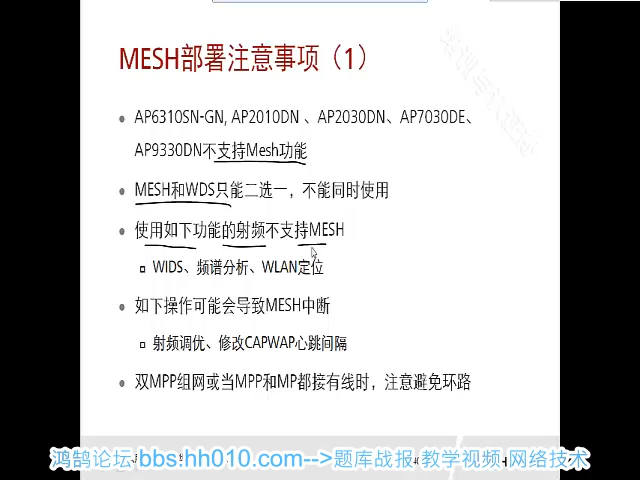 MESH部署注意事项（1）
AP6310SN-GN, AP2010DN 、AP2030DN、AP7030DE、
AP9330DN不支持Mesh功能
MESH和WDS只能二选一，不能同时使用
使用如下功能的射频不支持MESH
WIDS、频谱分析、WLAN定位
如下操作可能会导致MESH中断
射频调优、修改CAPWAP心跳间隔
双MPP组网或当MPP和MP都接有线时，注意避免环路
鸿鹄论坛 bbs.hh010.com-->题库战报 教学视频 网络技术